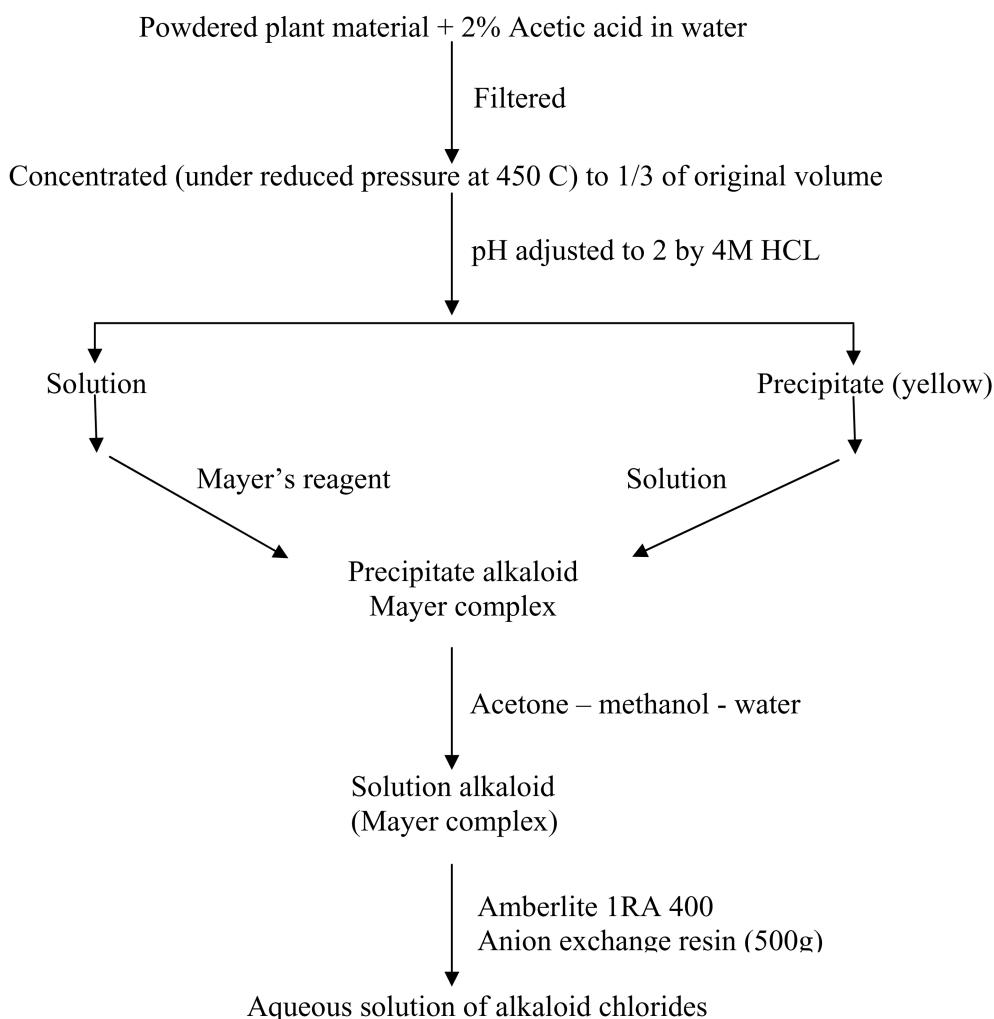 Powdered plant material + 2% Acetic acid in water
Filtered
Concentrated (under reduced pressure at 450 C) to 1/3 of original volume
pH adjusted to 2 by 4M HCL
Solution
Precipitate (yellow)
Mayer’s reagent
Solution
Precipitate alkaloid
Mayer complex
Acetone – methanol - water
Solution alkaloid
(Mayer complex)
Amberlite 1RA 400
Anion exchange resin (500g)
Aqueous solution of alkaloid chlorides